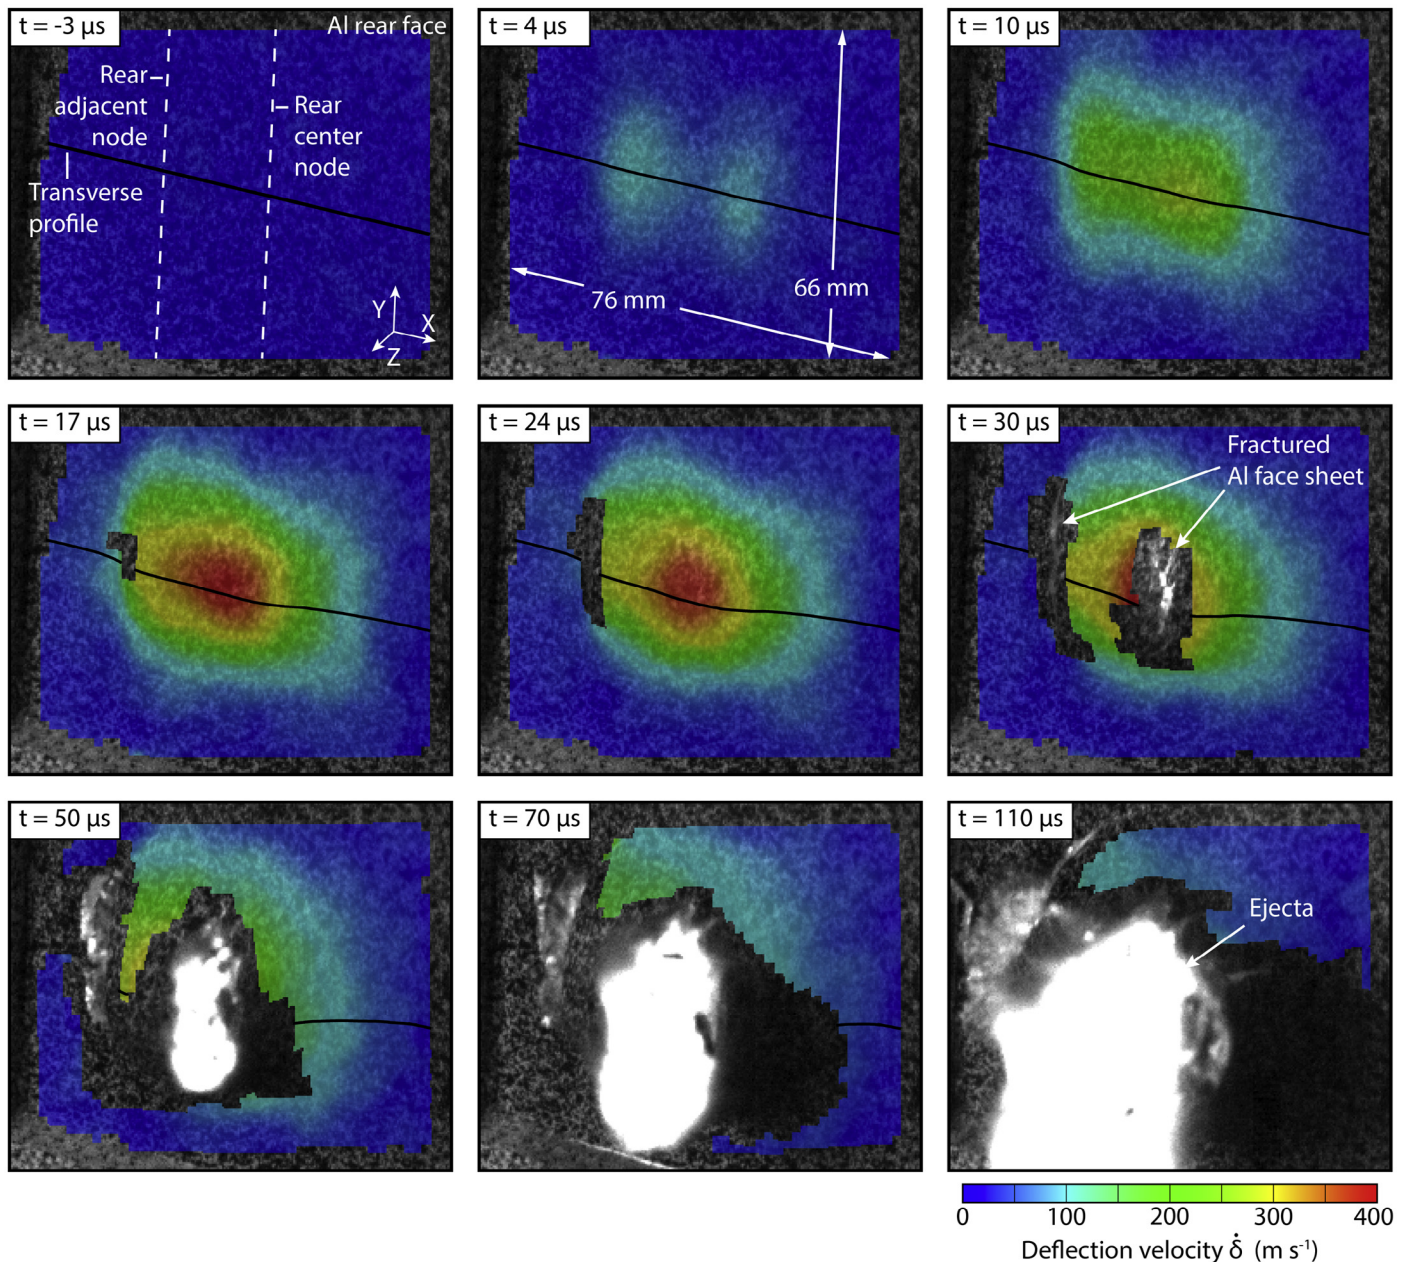 t = -3 μs
Al rear face
Rear
adjacent
node
Rear
center
node
Transverse
profile
Y
X
Z
t = 4 μs
76 mm
66 mm
t = 10 μs
t = 17 μs
t = 24 μs
t = 30 μs
Fractured
Al face sheet
t = 50 μs
t = 70 μs
t = 110 μs
Ejecta
0 100 200 300 400
Deflection velocity δ̇ (m s⁻¹)